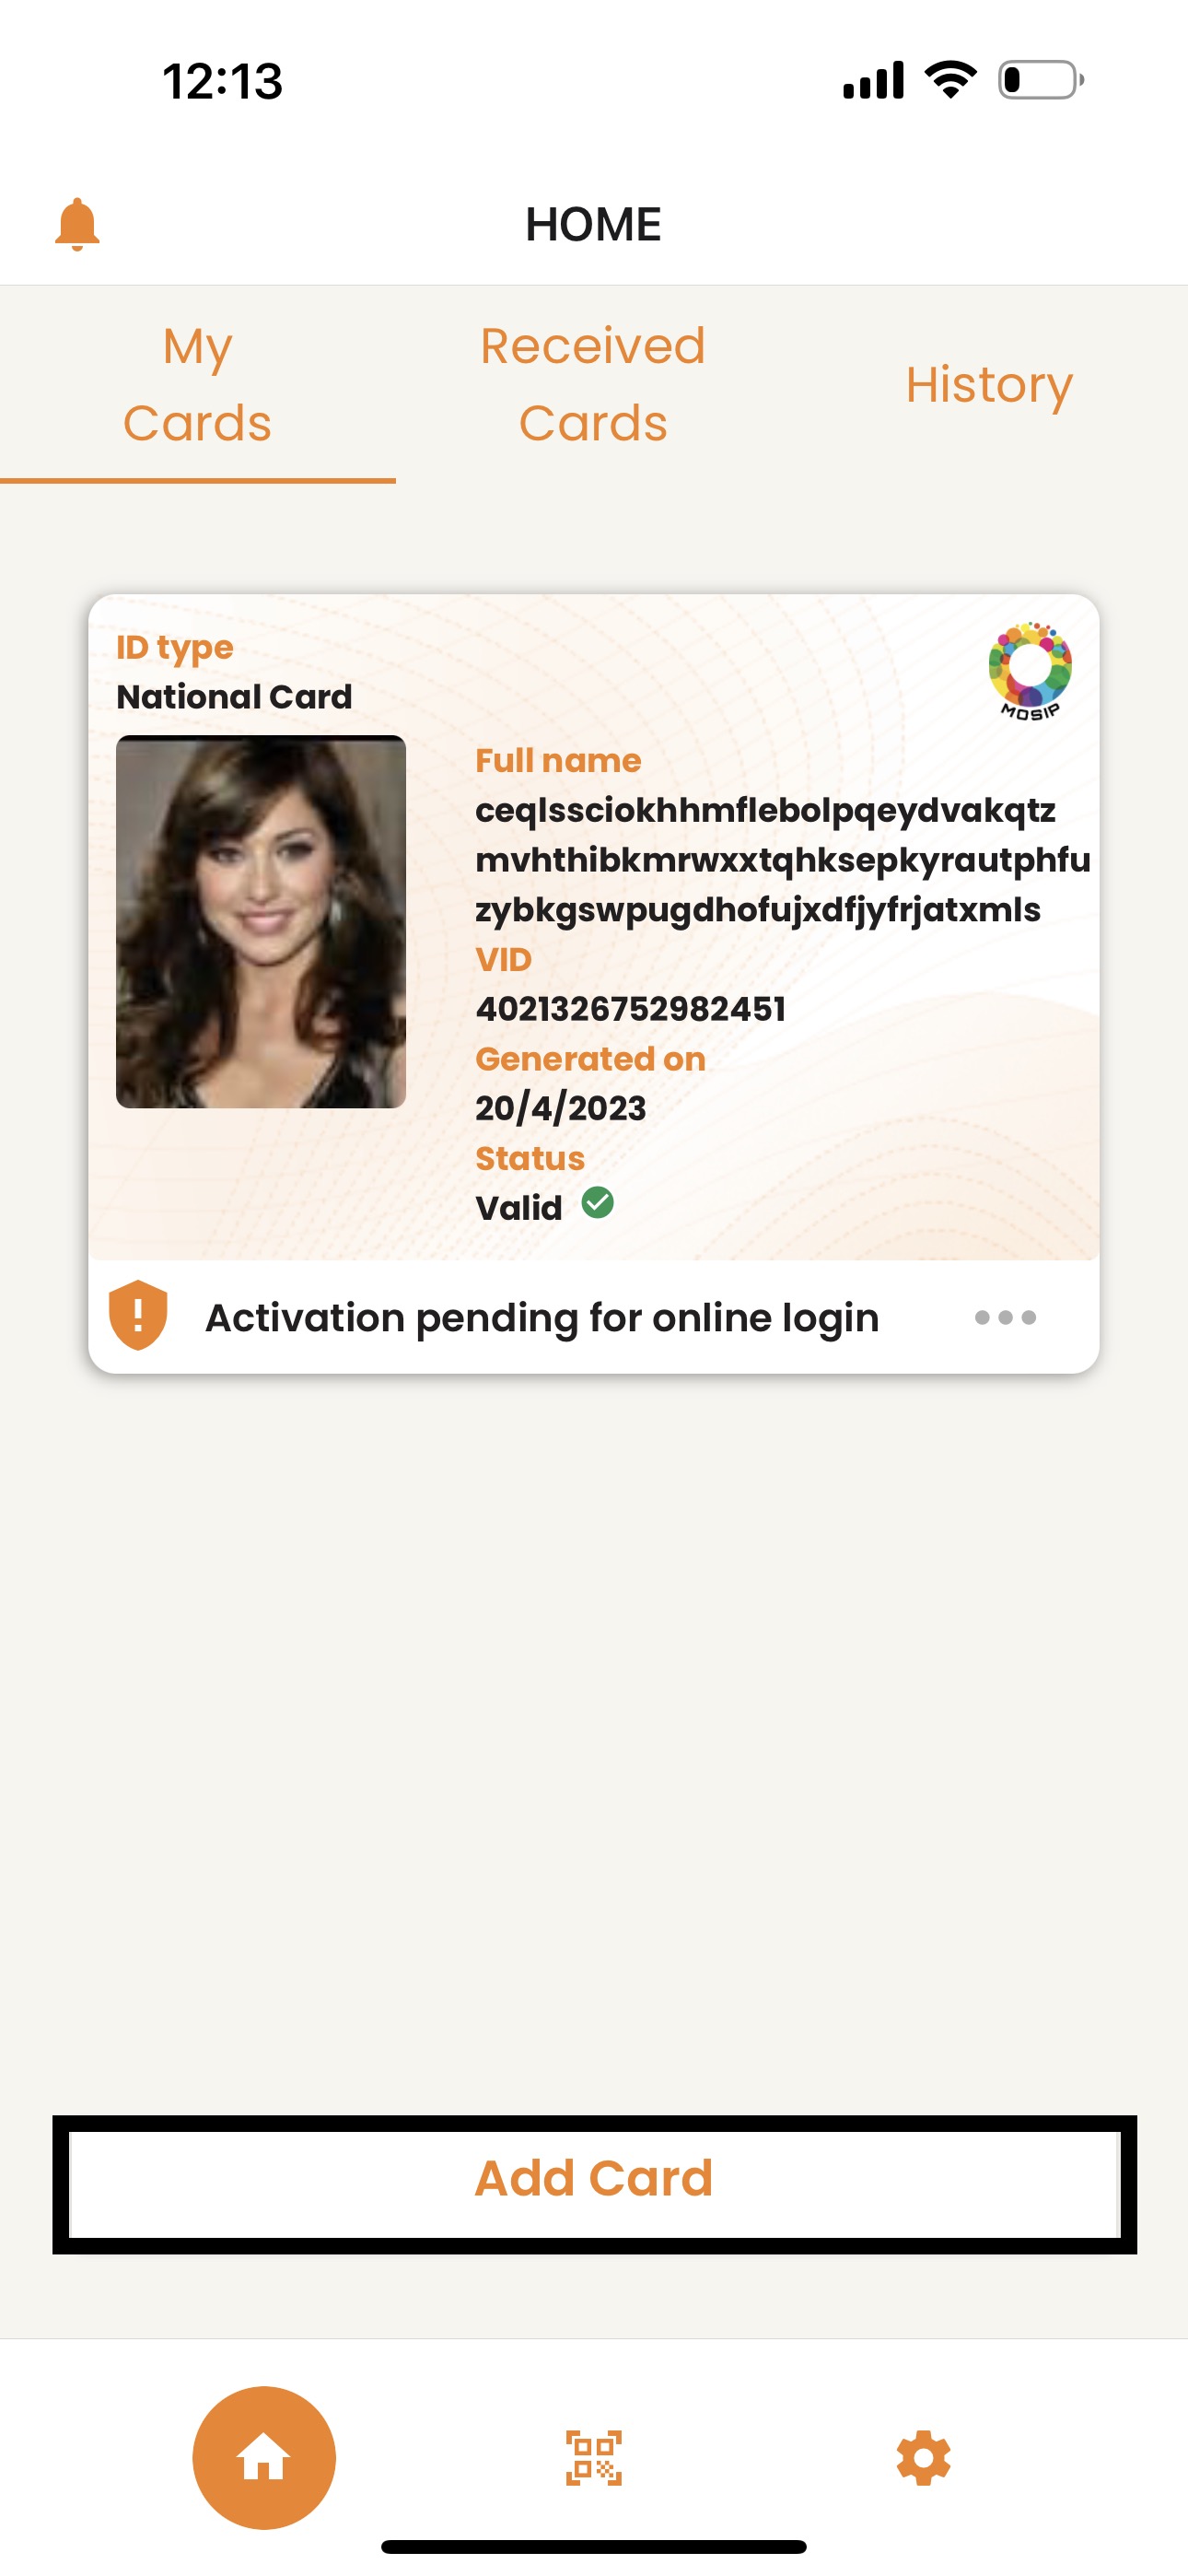 12:13
HOME
My
Cards
Received
Cards
History
ID type
National Card
MOSIP
Full name
ceqlssciokhhmflebolpqeydvakqtz
mvhthibkmrwxxtqhksepkyrautphfu
zybkgswpugdhofujxdfjyfrjatxmls
VID
4021326752982451
Generated on
20/4/2023
Status
Valid
Activation pending for online login
Add Card